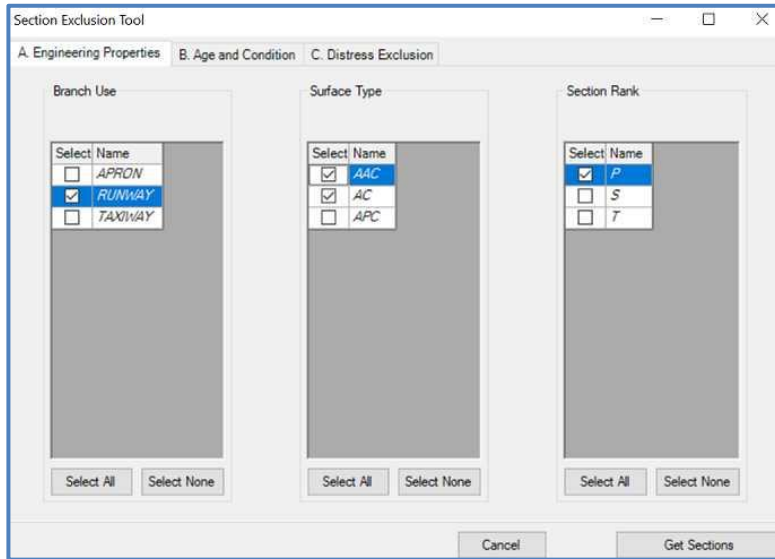 Section Exclusion Tool
A. Engineering Properties B. Age and Condition C. Distress Exclusion
Branch Use
Select Name
APRON
RUNWAY
TAXIWAY
Select All Select None
Surface Type
Select Name
AAC
AC
APC
Select All Select None
Section Rank
Select Name
P
S
T
Select All Select None
Cancel Get Sections